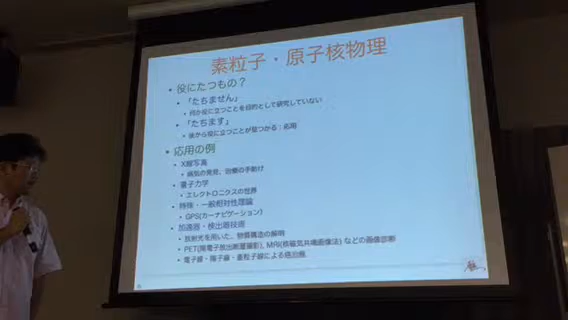 素粒子・原子核物理
• 役にたつもの？
• 「たちません」
• 何か役に立つことを目的として研究していない
• 「たちます」
• 後から役に立つことが見つかる：応用
• 応用の例
• X線写真
• 病気の発見、治療の手助け
• 量子力学
• エレクトロニクスの世界
• 特殊・一般相対性理論
• GPS(カーナビゲーション)
• 加速器・検出器技術
• 放射光を用いた、物質構造の解明
• PET(陽電子放出断層撮影), MRI(核磁気共鳴画像法) などの画像診断
• 電子線・陽子線・重粒子線による癌治療